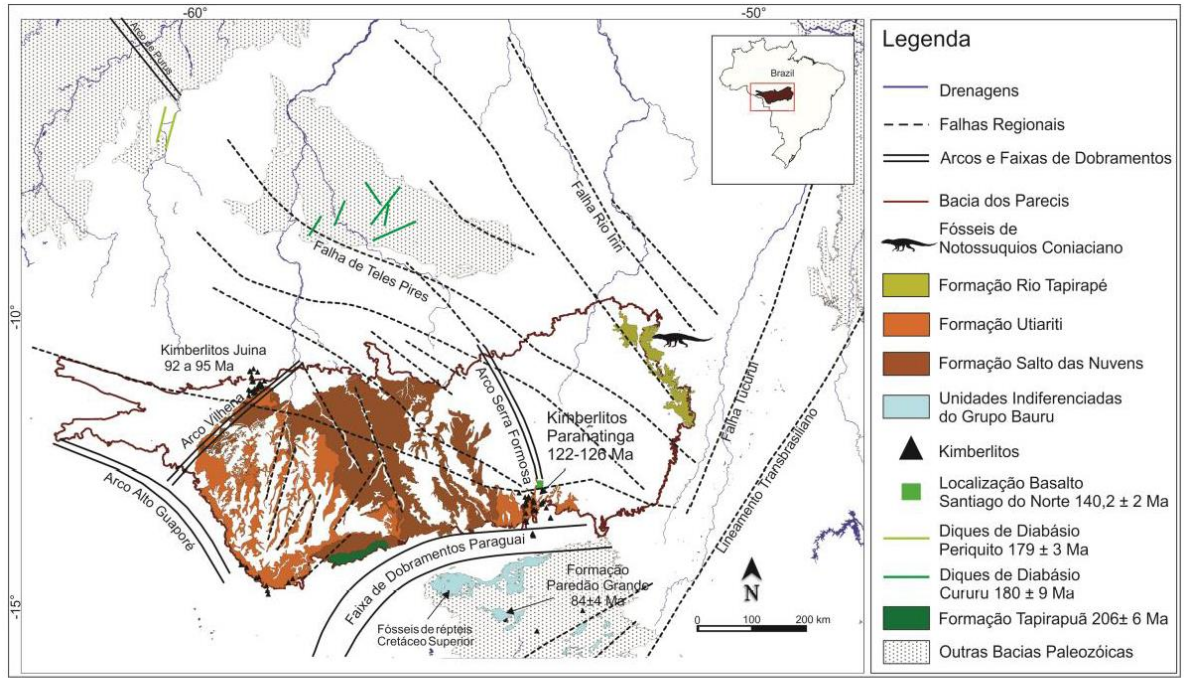 -60°
-50°
-10°
-15°
Arco de Purus
Falha Rio Inri
Falha de Teles Pires
Kimberlitos Juina
92 a 95 Ma
Arco Vilhena
Arco Serra Formosa
Kimberlitos
Paranatinga
122-126 Ma
Falha Tucuruí
Lineamento Transbrasiliano
Arco Alto Guaporé
Faixa de Dobramentos Paraguai
Formação
Paredão Grande
84±4 Ma
Fósseis de répteis
Cretáceo Superior
N
0 100 200 km
Brazil
Legenda
Drenagens
Falhas Regionais
Arcos e Faixas de Dobramentos
Bacia dos Parecis
Fósseis de
Notossuquios Coniaciano
Formação Rio Tapirapé
Formação Utiariti
Formação Salto das Nuvens
Unidades Indiferenciadas
do Grupo Bauru
Kimberlitos
Localização Basalto
Santiago do Norte 140,2 ± 2 Ma
Diques de Diabásio
Periquito 179 ± 3 Ma
Diques de Diabásio
Cururu 180 ± 9 Ma
Formação Tapirapuã 206± 6 Ma
Outras Bacias Paleozóicas